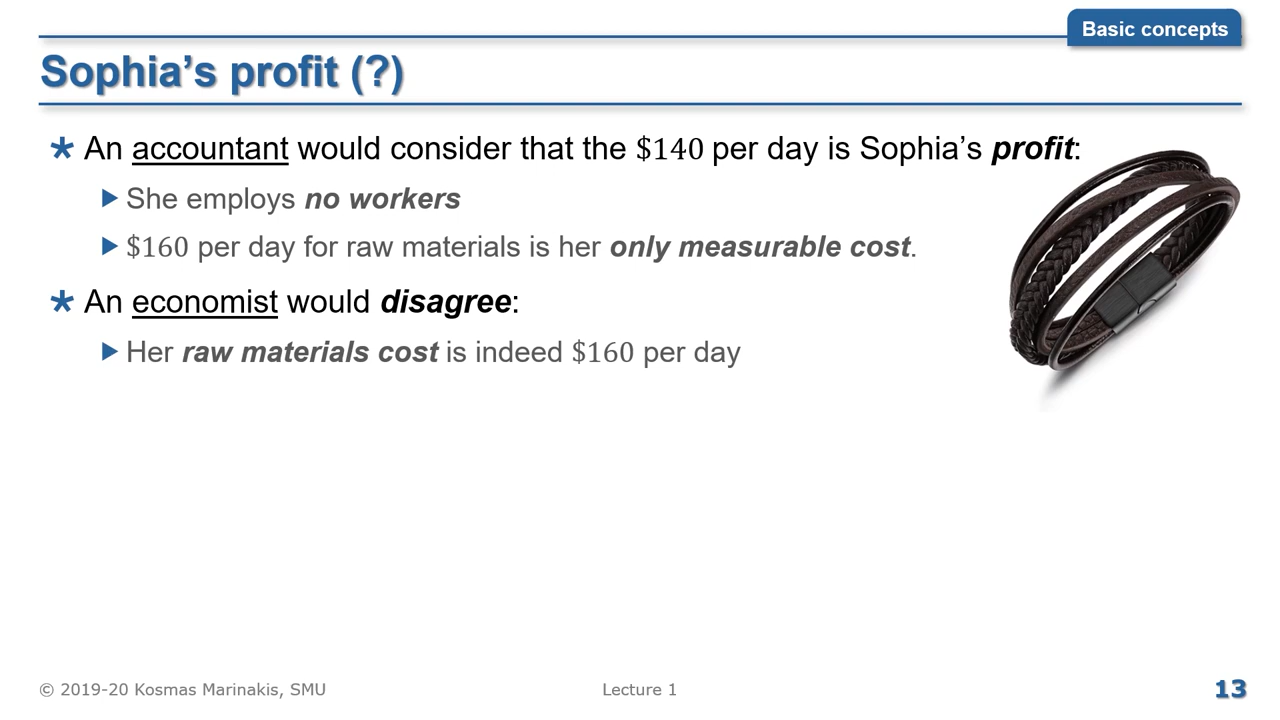 Basic concepts
Sophia’s profit (?)
* An accountant would consider that the $140 per day is Sophia’s profit:
She employs no workers
$160 per day for raw materials is her only measurable cost.
* An economist would disagree:
Her raw materials cost is indeed $160 per day
© 2019-20 Kosmas Marinakis, SMU
Lecture 1
13